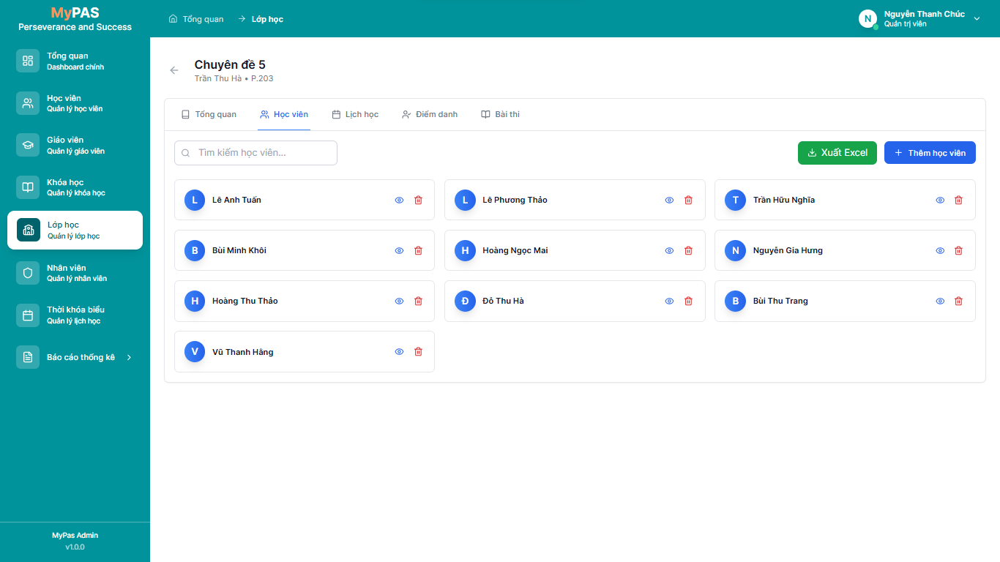 MyPAS
Perseverance and Success
Tổng quan
Dashboard chính
Học viên
Quản lý học viên
Giáo viên
Quản lý giáo viên
Khóa học
Quản lý khóa học
Lớp học
Quản lý lớp học
Nhân viên
Quản lý nhân viên
Thời khóa biểu
Quản lý lịch học
Báo cáo thống kê
MyPas Admin
v1.0.0
Tổng quan → Lớp học
N
Nguyễn Thanh Chúc
Quản trị viên
Chuyên đề 5
Trần Thu Hà • P.203
Tổng quan Học viên Lịch học Điểm danh Bài thi
Tìm kiếm học viên...
Xuất Excel
Thêm học viên
L Lê Anh Tuấn
L Lê Phương Thảo
T Trần Hữu Nghĩa
B Bùi Minh Khôi
H Hoàng Ngọc Mai
N Nguyễn Gia Hưng
H Hoàng Thu Thảo
Đ Đỗ Thu Hà
B Bùi Thu Trang
V Vũ Thanh Hằng